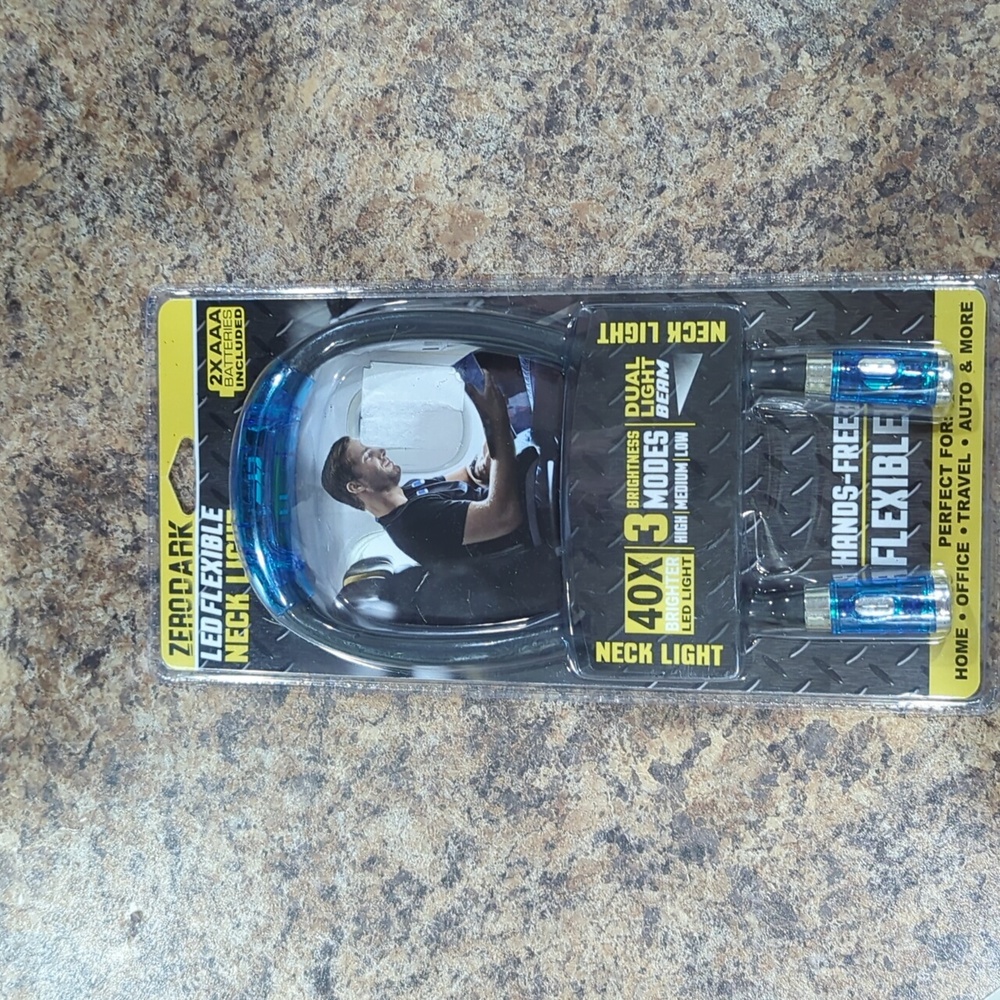 ZERODARK
LED FLEXIBLE
NECK LIGHT
2X AAA
BATTERIES
INCLUDED
NECK LIGHT
40X
BRIGHTER
LED LIGHT
3 BRIGHTNESS
MODES
HIGH | MEDIUM | LOW
DUAL
LIGHT
BEAM
NECK LIGHT
HANDS-FREE
FLEXIBLE
PERFECT FOR:
HOME • OFFICE • TRAVEL • AUTO & MORE